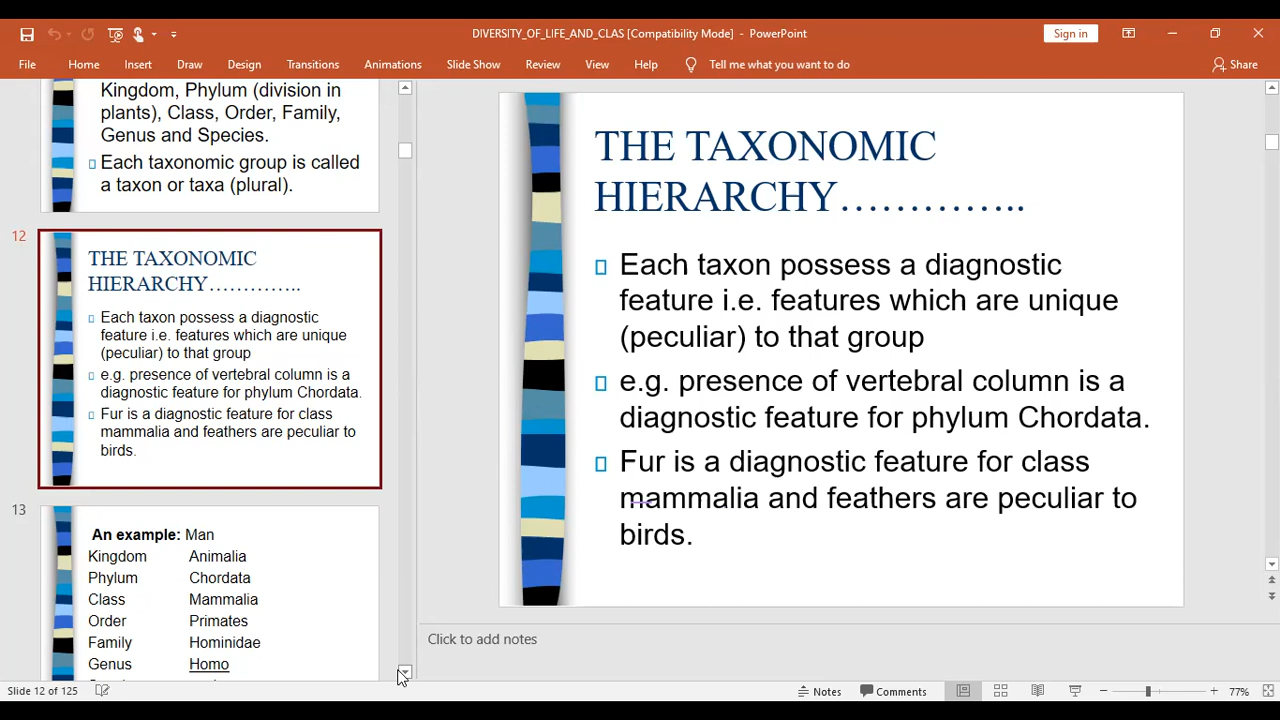 DIVERSITY_OF_LIFE_AND_CLAS [Compatibility Mode] - PowerPoint
Sign in
File Home Insert Draw Design Transitions Animations Slide Show Review View Help Tell me what you want to do Share
Kingdom, Phylum (division in
plants), Class, Order, Family,
Genus and Species.
Each taxonomic group is called
a taxon or taxa (plural).
12
THE TAXONOMIC
HIERARCHY…………..
Each taxon possess a diagnostic
feature i.e. features which are unique
(peculiar) to that group
e.g. presence of vertebral column is a
diagnostic feature for phylum Chordata.
Fur is a diagnostic feature for class
mammalia and feathers are peculiar to
birds.
13
An example: Man
Kingdom Animalia
Phylum Chordata
Class Mammalia
Order Primates
Family Hominidae
Genus Homo
THE TAXONOMIC
HIERARCHY…………..
Each taxon possess a diagnostic
feature i.e. features which are unique
(peculiar) to that group
e.g. presence of vertebral column is a
diagnostic feature for phylum Chordata.
Fur is a diagnostic feature for class
mammalia and feathers are peculiar to
birds.
Click to add notes
Slide 12 of 125
Notes Comments 77%